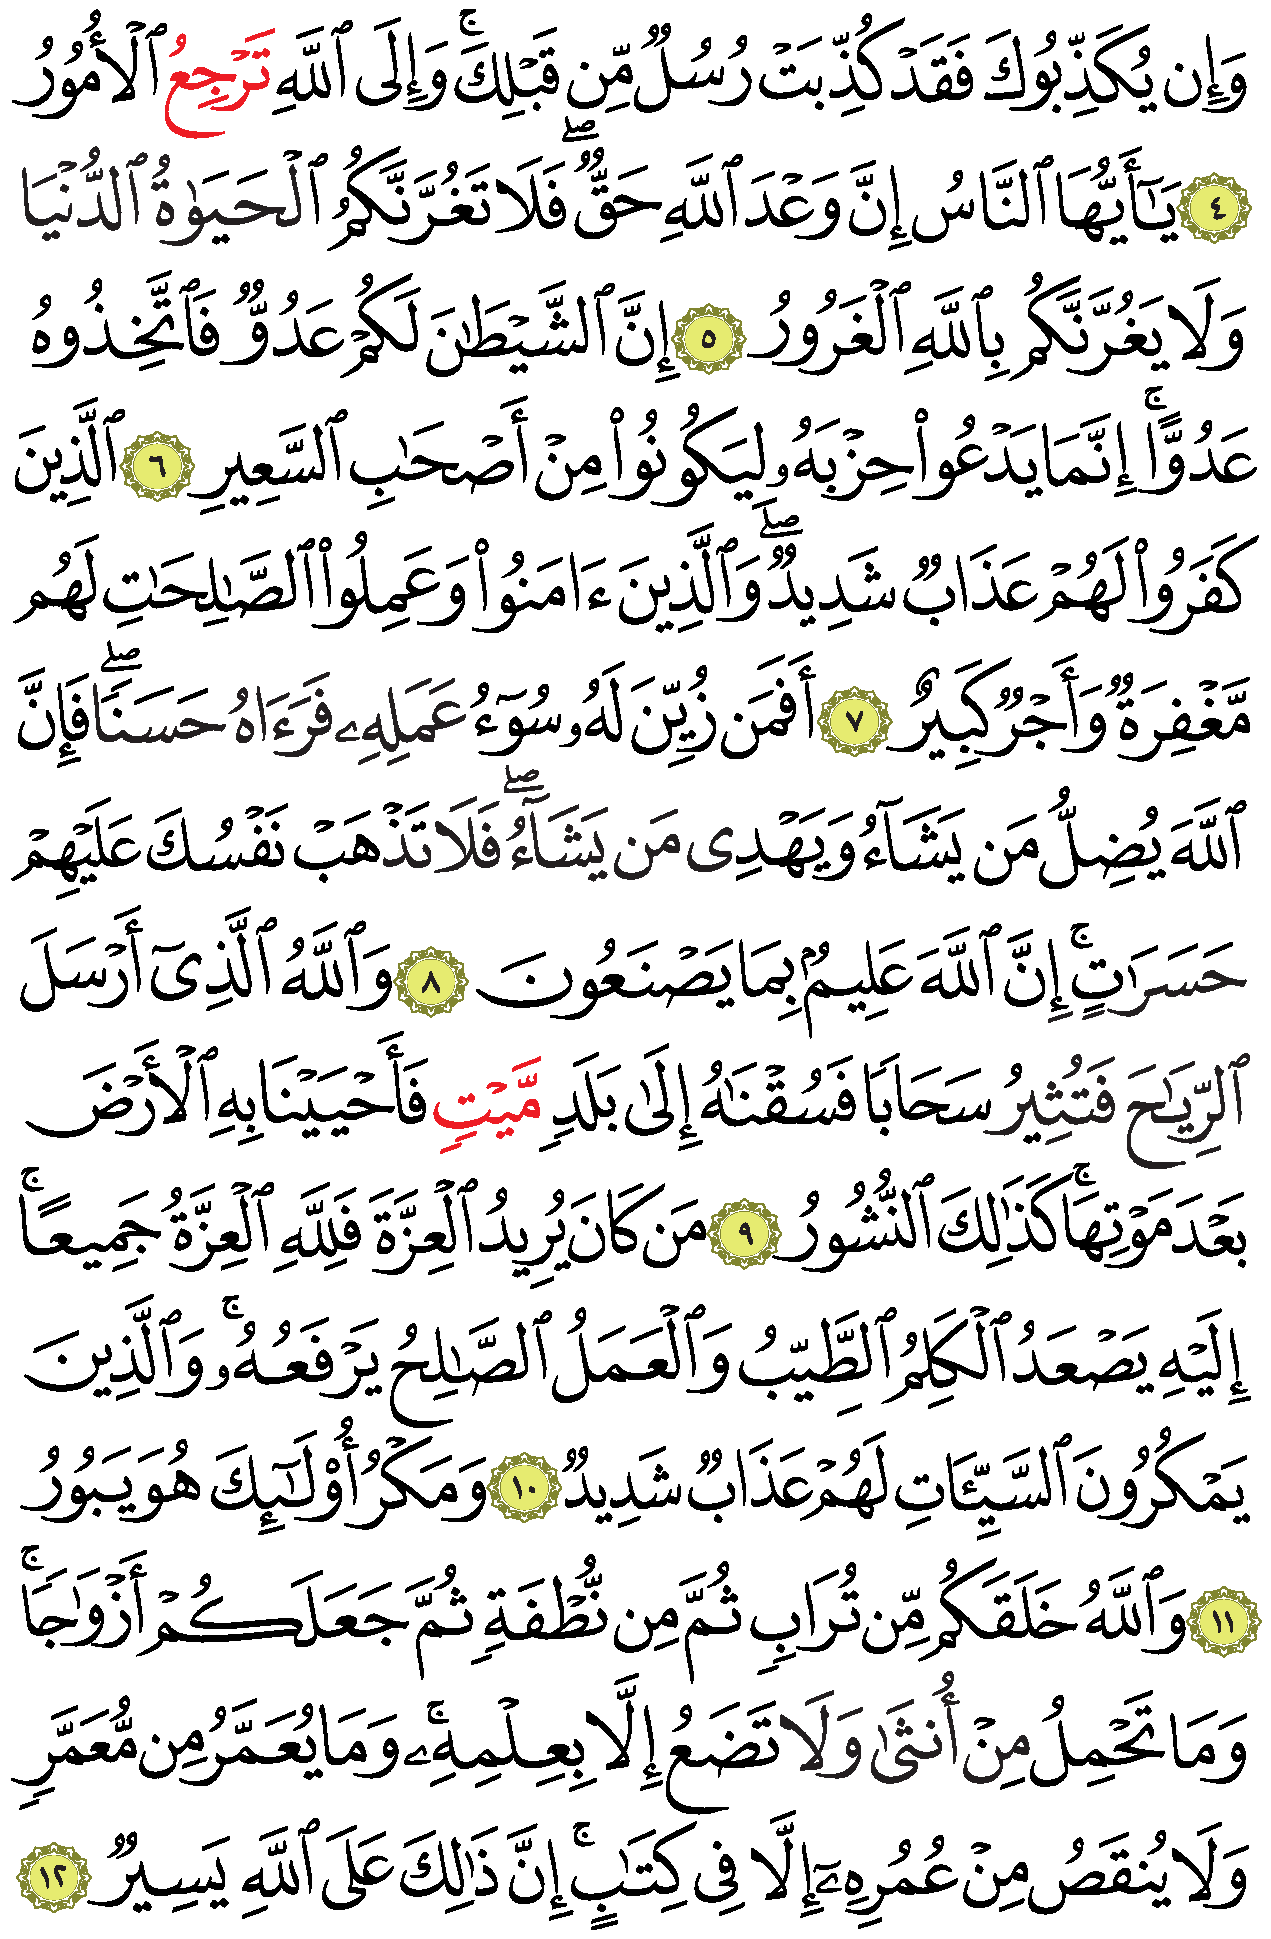 وَإِن يُكَذِّبُوكَ فَقَدْ كُذِّبَتْ رُسُلٌ مِّن قَبْلِكَ ۚ وَإِلَى ٱللَّهِ تَرْجِعُ ٱلْأُمُورُ
٤ يَـٰٓأَيُّهَا ٱلنَّاسُ إِنَّ وَعْدَ ٱللَّهِ حَقٌّ ۖ فَلَا تَغُرَّنَّكُمُ ٱلْحَيَوٰةُ ٱلدُّنْيَا
وَلَا يَغُرَّنَّكُم بِٱللَّهِ ٱلْغَرُورُ ٥ إِنَّ ٱلشَّيْطَـٰنَ لَكُمْ عَدُوٌّ فَٱتَّخِذُوهُ
عَدُوًّا ۚ إِنَّمَا يَدْعُوا۟ حِزْبَهُۥ لِيَكُونُوا۟ مِنْ أَصْحَـٰبِ ٱلسَّعِيرِ ٦ ٱلَّذِينَ
كَفَرُوا۟ لَهُمْ عَذَابٌ شَدِيدٌ ۖ وَٱلَّذِينَ ءَامَنُوا۟ وَعَمِلُوا۟ ٱلصَّـٰلِحَـٰتِ لَهُم
مَّغْفِرَةٌ وَأَجْرٌ كَبِيرٌ ٧ أَفَمَن زُيِّنَ لَهُۥ سُوٓءُ عَمَلِهِۦ فَرَءَاهُ حَسَنًا ۖ فَإِنَّ
ٱللَّهَ يُضِلُّ مَن يَشَآءُ وَيَهْدِى مَن يَشَآءُ ۖ فَلَا تَذْهَبْ نَفْسُكَ عَلَيْهِمْ
حَسَرَٰتٍ ۚ إِنَّ ٱللَّهَ عَلِيمٌۢ بِمَا يَصْنَعُونَ ٨ وَٱللَّهُ ٱلَّذِىٓ أَرْسَلَ
ٱلرِّيَـٰحَ فَتُثِيرُ سَحَابًا فَسُقْنَـٰهُ إِلَىٰ بَلَدٍ مَّيْتٍ فَأَحْيَيْنَا بِهِ ٱلْأَرْضَ
بَعْدَ مَوْتِهَا ۚ كَذَٰلِكَ ٱلنُّشُورُ ٩ مَن كَانَ يُرِيدُ ٱلْعِزَّةَ فَلِلَّهِ ٱلْعِزَّةُ جَمِيعًا ۚ
إِلَيْهِ يَصْعَدُ ٱلْكَلِمُ ٱلطَّيِّبُ وَٱلْعَمَلُ ٱلصَّـٰلِحُ يَرْفَعُهُۥ ۚ وَٱلَّذِينَ
يَمْكُرُونَ ٱلسَّيِّـَٔاتِ لَهُمْ عَذَابٌ شَدِيدٌ ١٠ وَمَكْرُ أُو۟لَـٰٓئِكَ هُوَ يَبُورُ
١١ وَٱللَّهُ خَلَقَكُم مِّن تُرَابٍ ثُمَّ مِن نُّطْفَةٍ ثُمَّ جَعَلَكُمْ أَزْوَٰجًا ۚ
وَمَا تَحْمِلُ مِنْ أُنثَىٰ وَلَا تَضَعُ إِلَّا بِعِلْمِهِۦ ۚ وَمَا يُعَمَّرُ مِن مُّعَمَّرٍ
وَلَا يُنقَصُ مِنْ عُمُرِهِۦٓ إِلَّا فِى كِتَـٰبٍ ۚ إِنَّ ذَٰلِكَ عَلَى ٱللَّهِ يَسِيرٌ ١٢